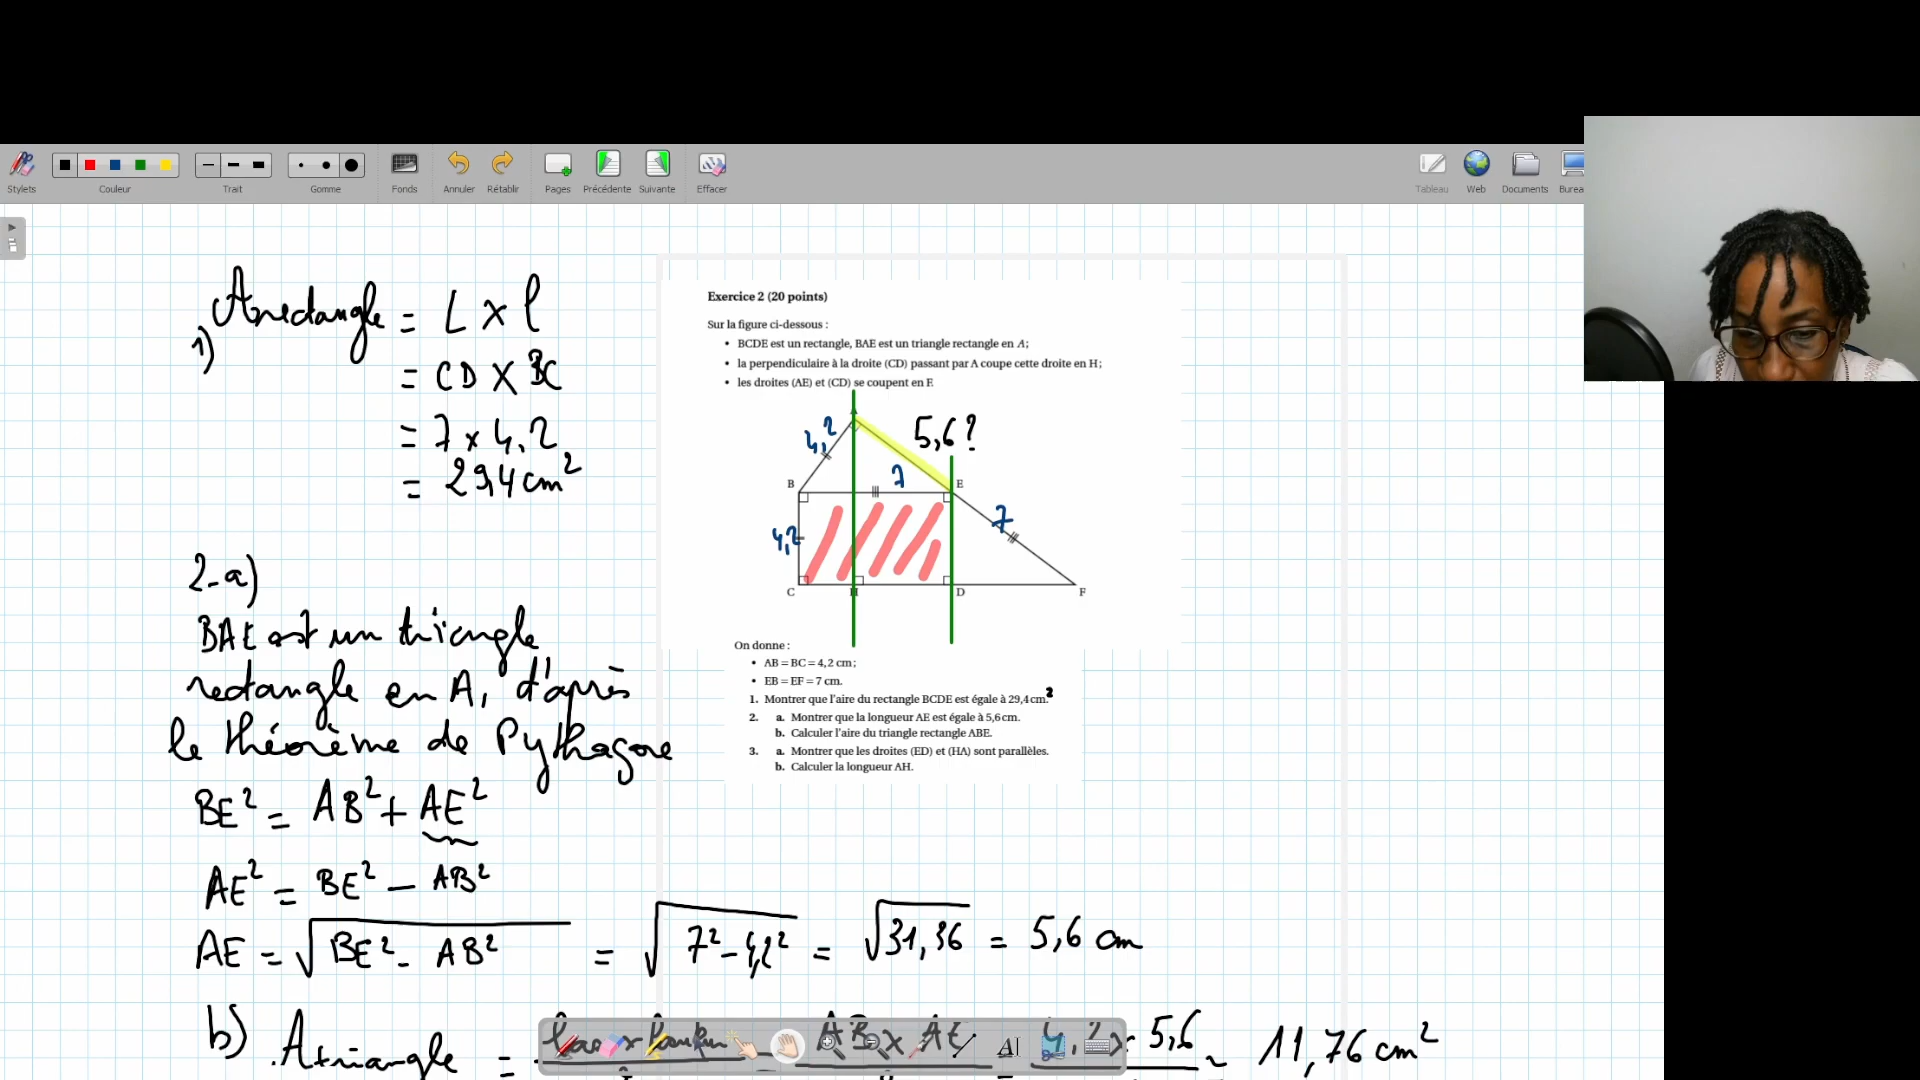 Stylets
Couleur
Trait
Gomme
Fonds
Annuler
Rétablir
Pages
Précédente
Suivante
Effacer
Tableau
Web
Documents
Burea
1) Arectangle = L x l
= CD X BC
= 7 x 4,2
= 29,4 cm²
2-a)
BAE est un triangle
rectangle en A, d'après
le théorème de Pythagore
BE² = AB² + AE²
AE² = BE² - AB²
AE = √BE² - AB² = √7² - 4,2² = √31,36 = 5,6 cm
b) Atriangle = = AB x AE = 4,2 x 5,6 = 11,76 cm²
Exercice 2 (20 points)
Sur la figure ci-dessous :
• BCDE est un rectangle, BAE est un triangle rectangle en A;
• la perpendiculaire à la droite (CD) passant par A coupe cette droite en H;
• les droites (AE) et (CD) se coupent en F.
A
4,2
5,6?
B
7
E
4,2
7
C
H
D
F
On donne :
• AB = BC = 4,2 cm;
• EB = EF = 7 cm.
1. Montrer que l'aire du rectangle BCDE est égale à 29,4 cm.²
2. a. Montrer que la longueur AE est égale à 5,6 cm.
b. Calculer l'aire du triangle rectangle ABE.
3. a. Montrer que les droites (ED) et (HA) sont parallèles.
b. Calculer la longueur AH.